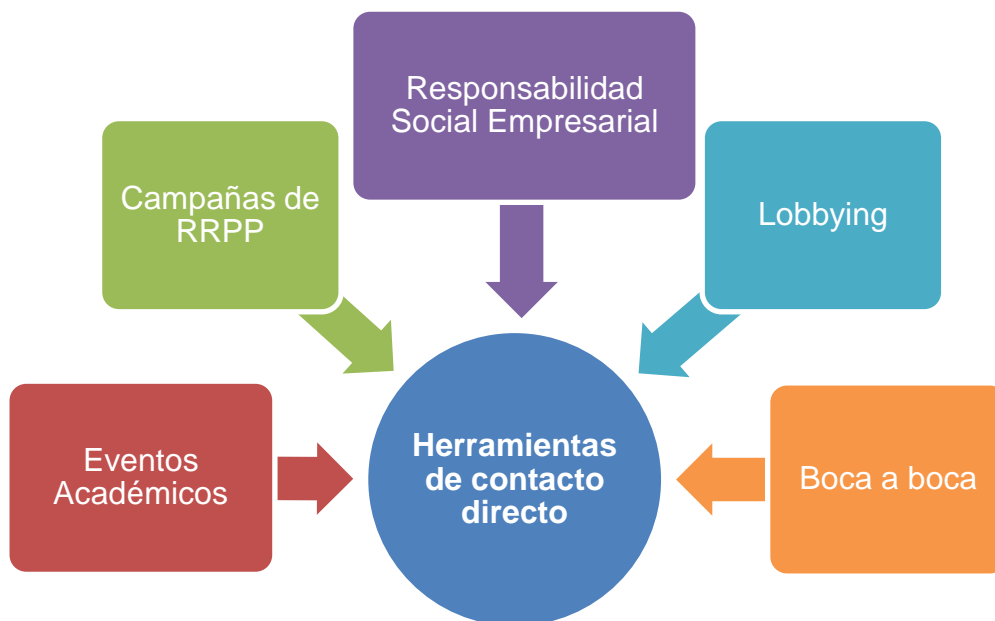 Responsabilidad
Social Empresarial
Campañas de
RRPP
Lobbying
Eventos
Académicos
Herramientas
de contacto
directo
Boca a boca